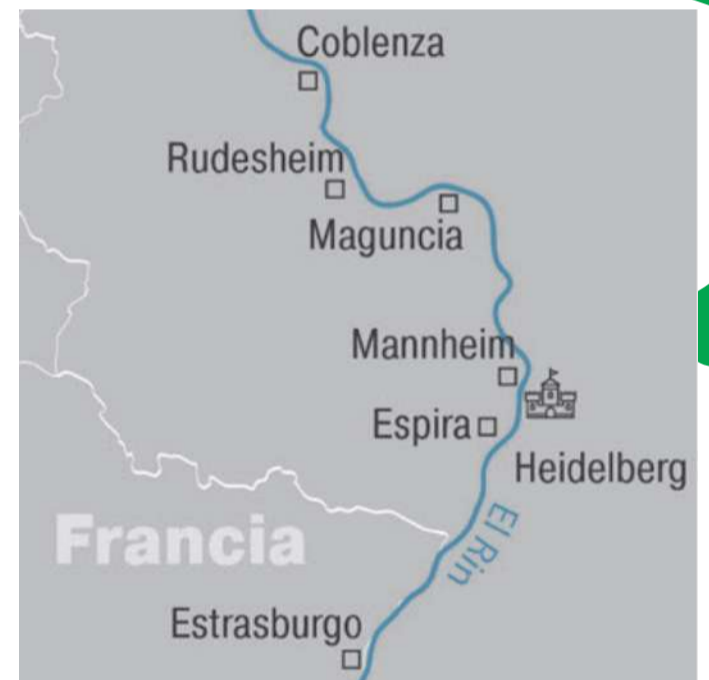 Coblenza
Rudesheim
Maguncia
Mannheim
Espira
Heidelberg
El Rin
Francia
Estrasburgo